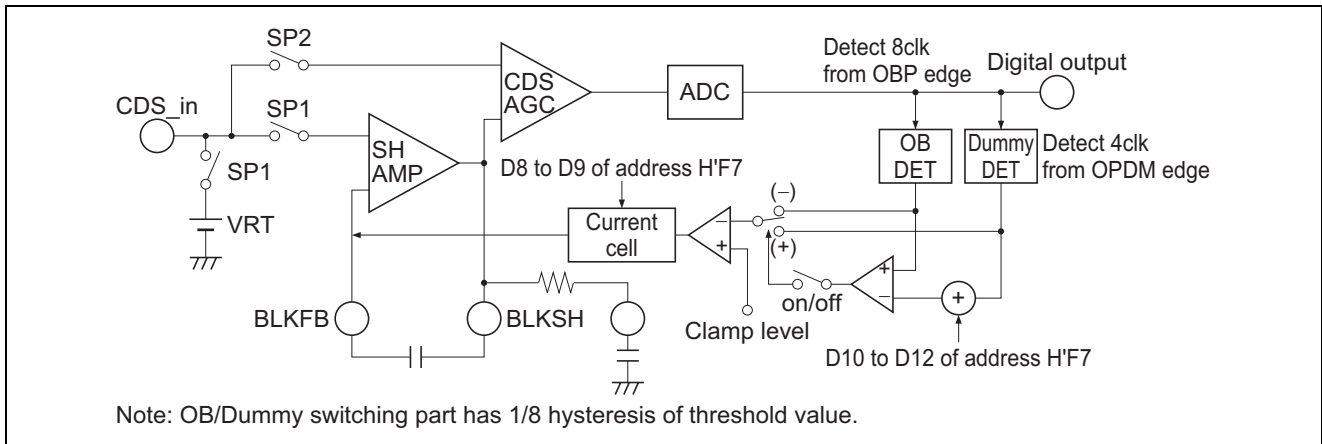 SP2
CDS_in
SP1
SP1
VRT
SH
AMP
CDS
AGC
ADC
Detect 8clk
from OBP edge
Digital output
OB
DET
Dummy
DET
Detect 4clk
from OPDM edge
D8 to D9 of address H'F7
Current
cell
−
+
(−)
(+)
on/off
+
−
+
Clamp level
D10 to D12 of address H'F7
BLKFB
BLKSH
Note: OB/Dummy switching part has 1/8 hysteresis of threshold value.